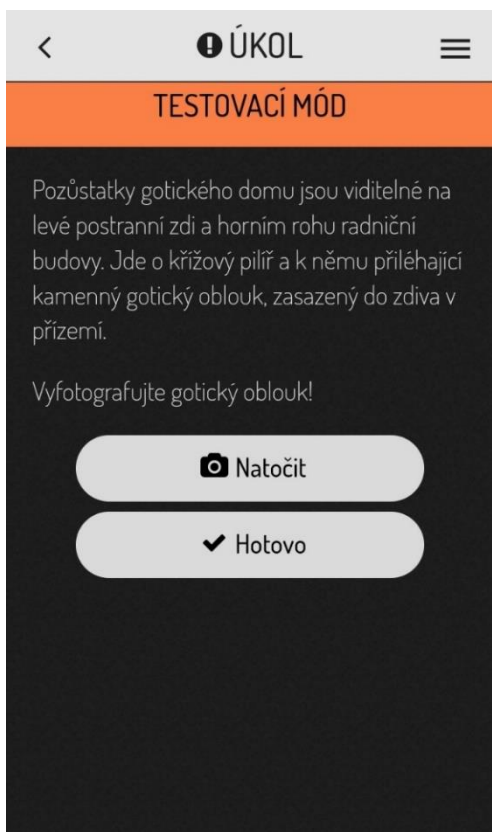 ÚKOL
TESTOVACÍ MÓD
Pozůstatky gotického domu jsou viditelné na
levé postranní zdi a horním rohu radniční
budovy. Jde o křížový pilíř a k němu přiléhající
kamenný gotický oblouk, zasazený do zdiva v
přízemí.
Vyfotografujte gotický oblouk!
Natočit
Hotovo